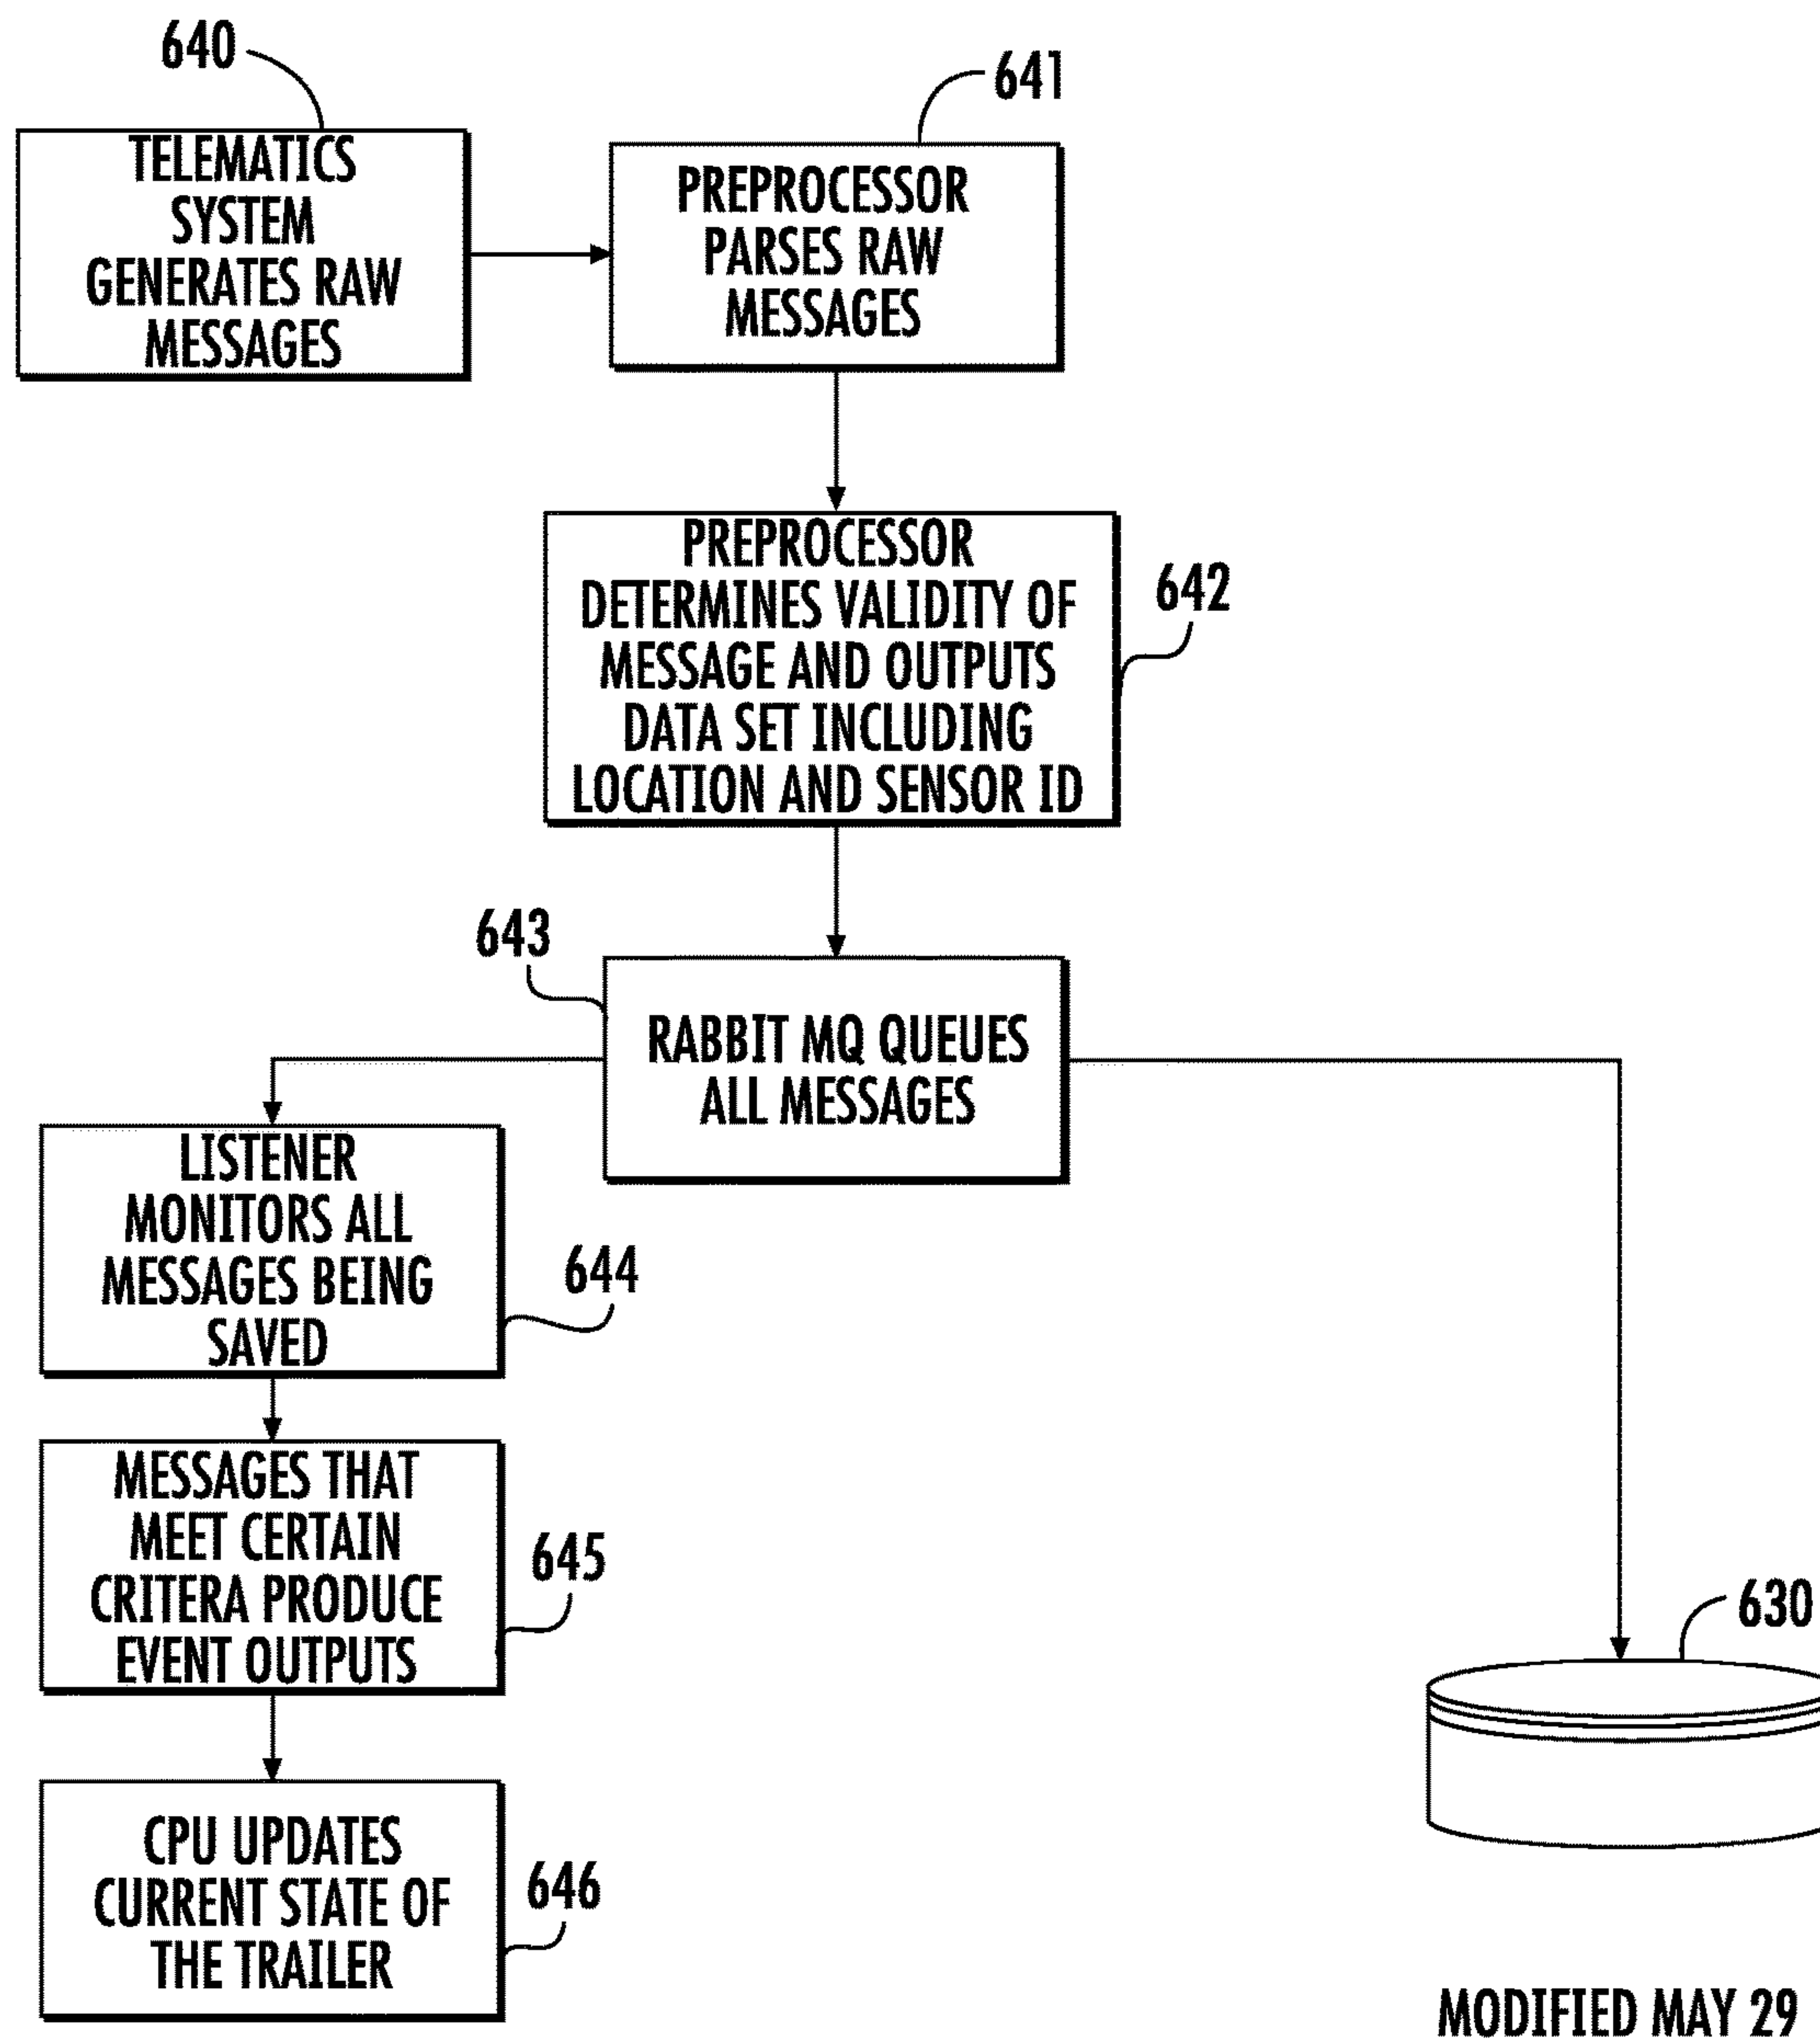 640
TELEMATICS
SYSTEM
GENERATES RAW
MESSAGES
641
PREPROCESSOR
PARSES RAW
MESSAGES
PREPROCESSOR
DETERMINES VALIDITY OF
MESSAGE AND OUTPUTS
DATA SET INCLUDING
LOCATION AND SENSOR ID
642
643
RABBIT MQ QUEUES
ALL MESSAGES
LISTENER
MONITORS ALL
MESSAGES BEING
SAVED
644
MESSAGES THAT
MEET CERTAIN
CRITERA PRODUCE
EVENT OUTPUTS
645
630
CPU UPDATES
CURRENT STATE OF
THE TRAILER
646
MODIFIED MAY 29